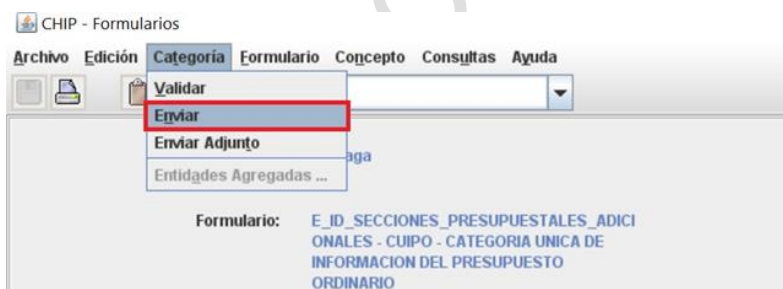 CHIP - Formularios
Archivo Edición Categoría Formulario Concepto Consultas Ayuda
Validar
Enviar
Enviar Adjunto
Entidades Agregadas ...
Formulario: E_ID_SECCIONES_PRESUPUESTALES_ADICI
ONALES - CUIPO - CATEGORIA UNICA DE
INFORMACION DEL PRESUPUESTO
ORDINARIO